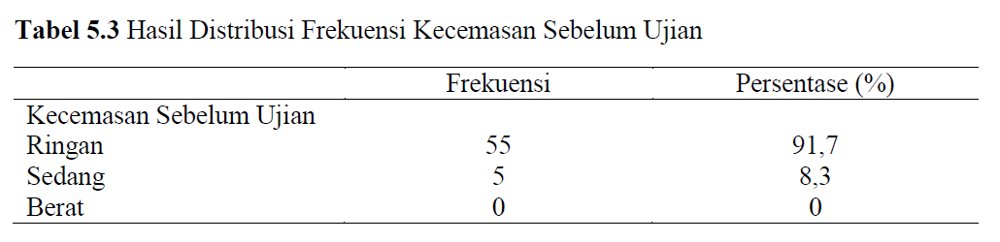 Tabel 5.3 Hasil Distribusi Frekuensi Kecemasan Sebelum Ujian
Frekuensi Persentase (%)
Kecemasan Sebelum Ujian
Ringan 55 91,7
Sedang 5 8,3
Berat 0 0